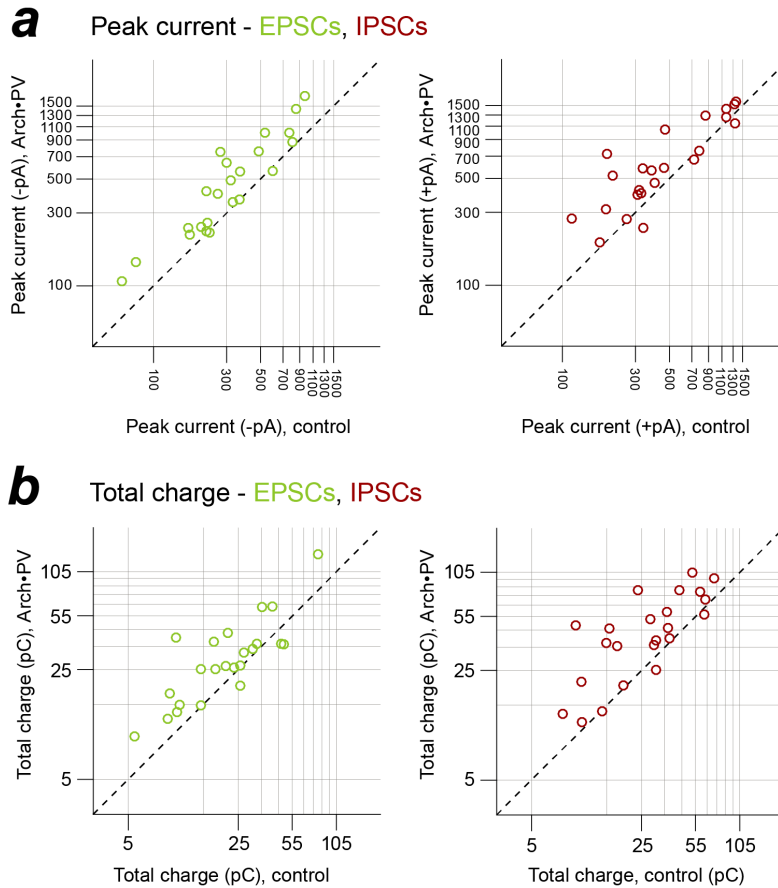 a Peak current - EPSCs, IPSCs
Peak current (-pA), Arch•PV
1500
1300
1100
900
700
500
300
100
100 300 500 700 900 1100 1300 1500
Peak current (-pA), control
Peak current (+pA), Arch•PV
1500
1300
1100
900
700
500
300
100
100 300 500 700 900 1100 1300 1500
Peak current (+pA), control
b Total charge - EPSCs, IPSCs
Total charge (pC), Arch•PV
105
55
25
5
5 25 55 105
Total charge (pC), control
Total charge (pC), Arch•PV
105
55
25
5
5 25 55 105
Total charge, control (pC)